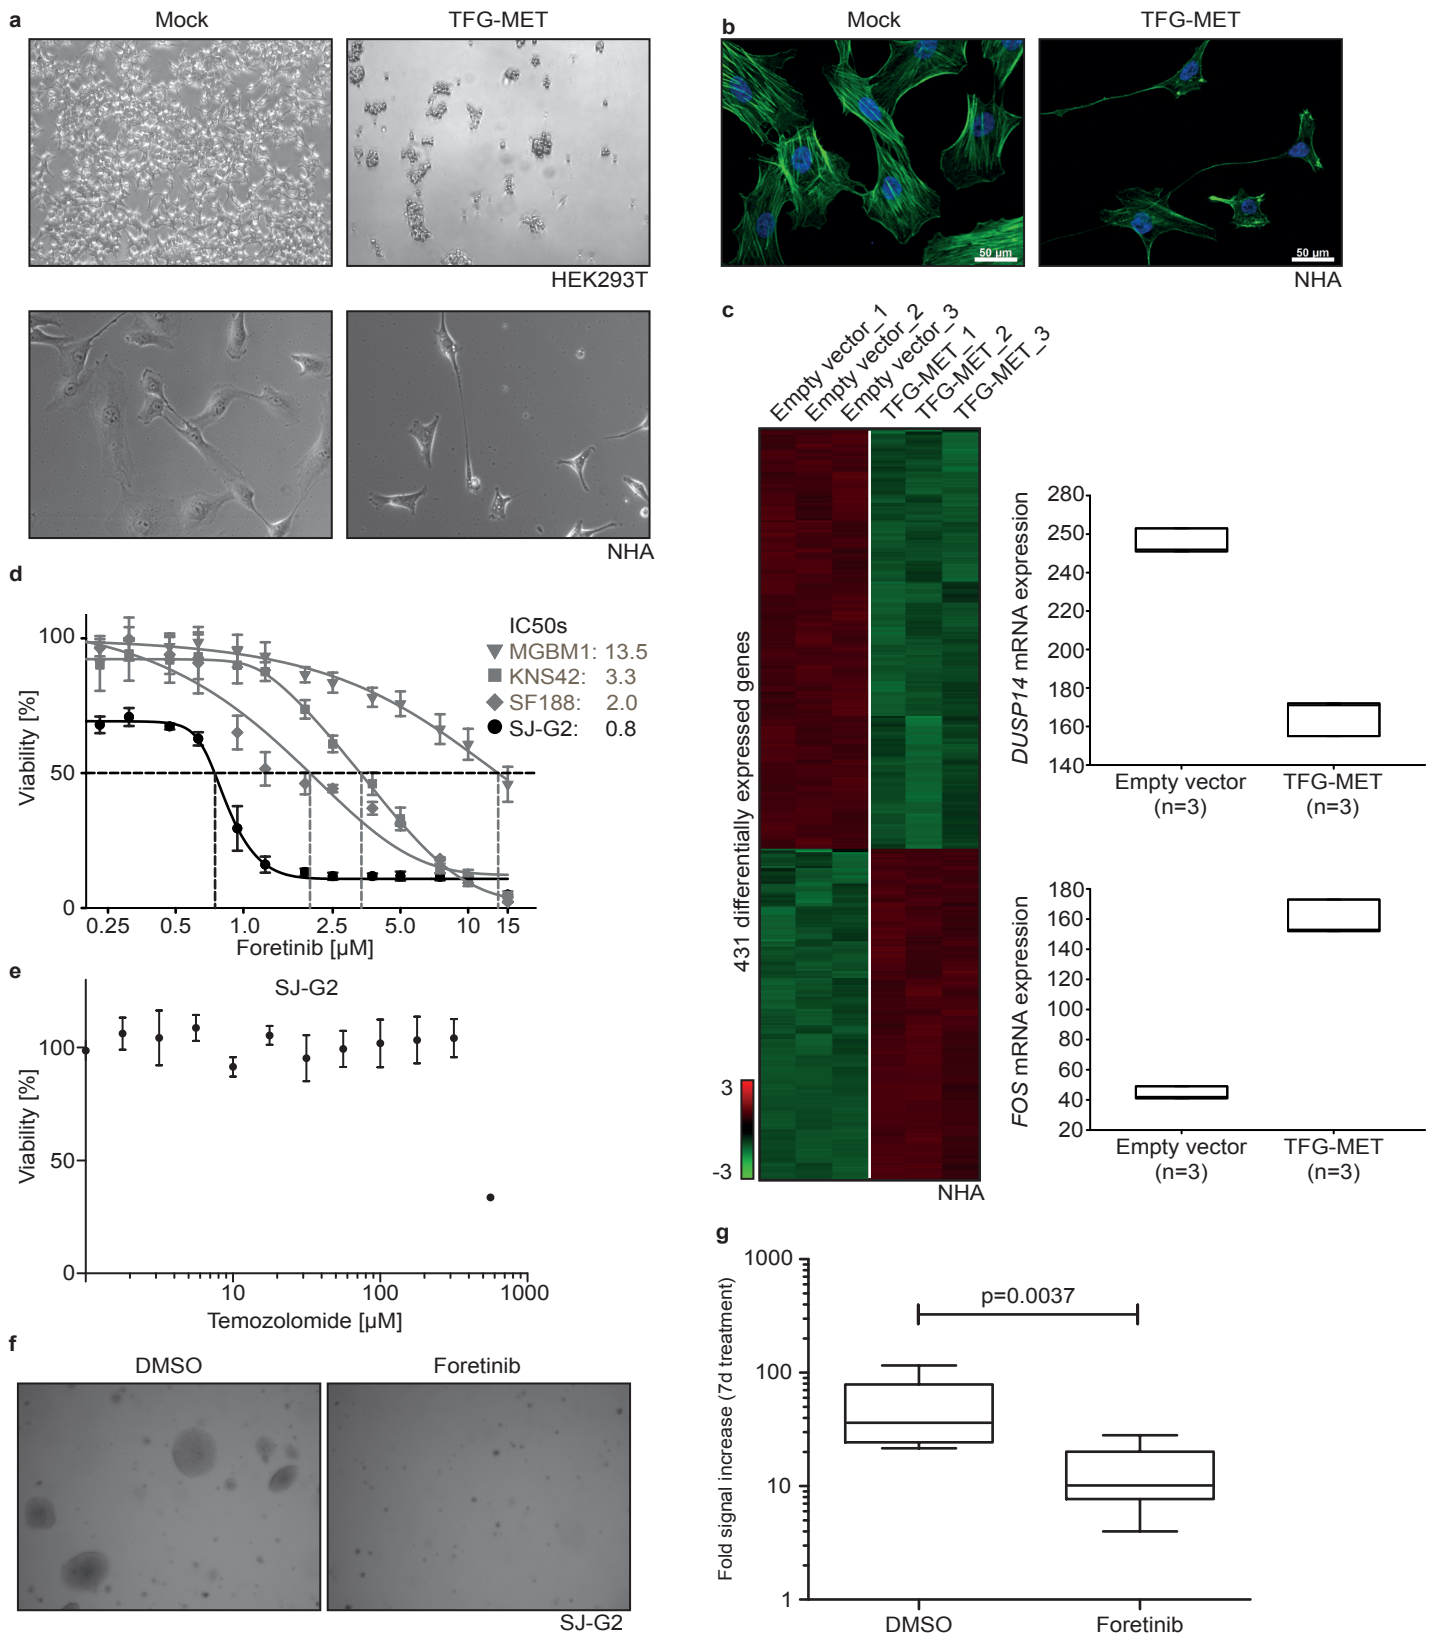 a
Mock
TFG-MET
HEK293T
NHA
b
Mock
TFG-MET
50 µm
50 µm
NHA
c
Empty vector_1
Empty vector_2
Empty vector_3
TFG-MET_1
TFG-MET_2
TFG-MET_3
431 differentially expressed genes
3
-3
NHA
DUSP14 mRNA expression
280
250
240
220
200
180
160
140
Empty vector
(n=3)
TFG-MET
(n=3)
FOS mRNA expression
180
160
140
120
100
80
60
40
20
Empty vector
(n=3)
TFG-MET
(n=3)
d
Viability [%]
100
50
0
IC50s
MGBM1: 13.5
KNS42: 3.3
SF188: 2.0
SJ-G2: 0.8
0.25 0.5 1.0 2.5 5.0 10 15
Foretinib [µM]
e
SJ-G2
Viability [%]
100
50
0
10 100 1000
Temozolomide [µM]
f
DMSO
Foretinib
SJ-G2
g
Fold signal increase (7d treatment)
1000
100
10
1
p=0.0037
DMSO
Foretinib